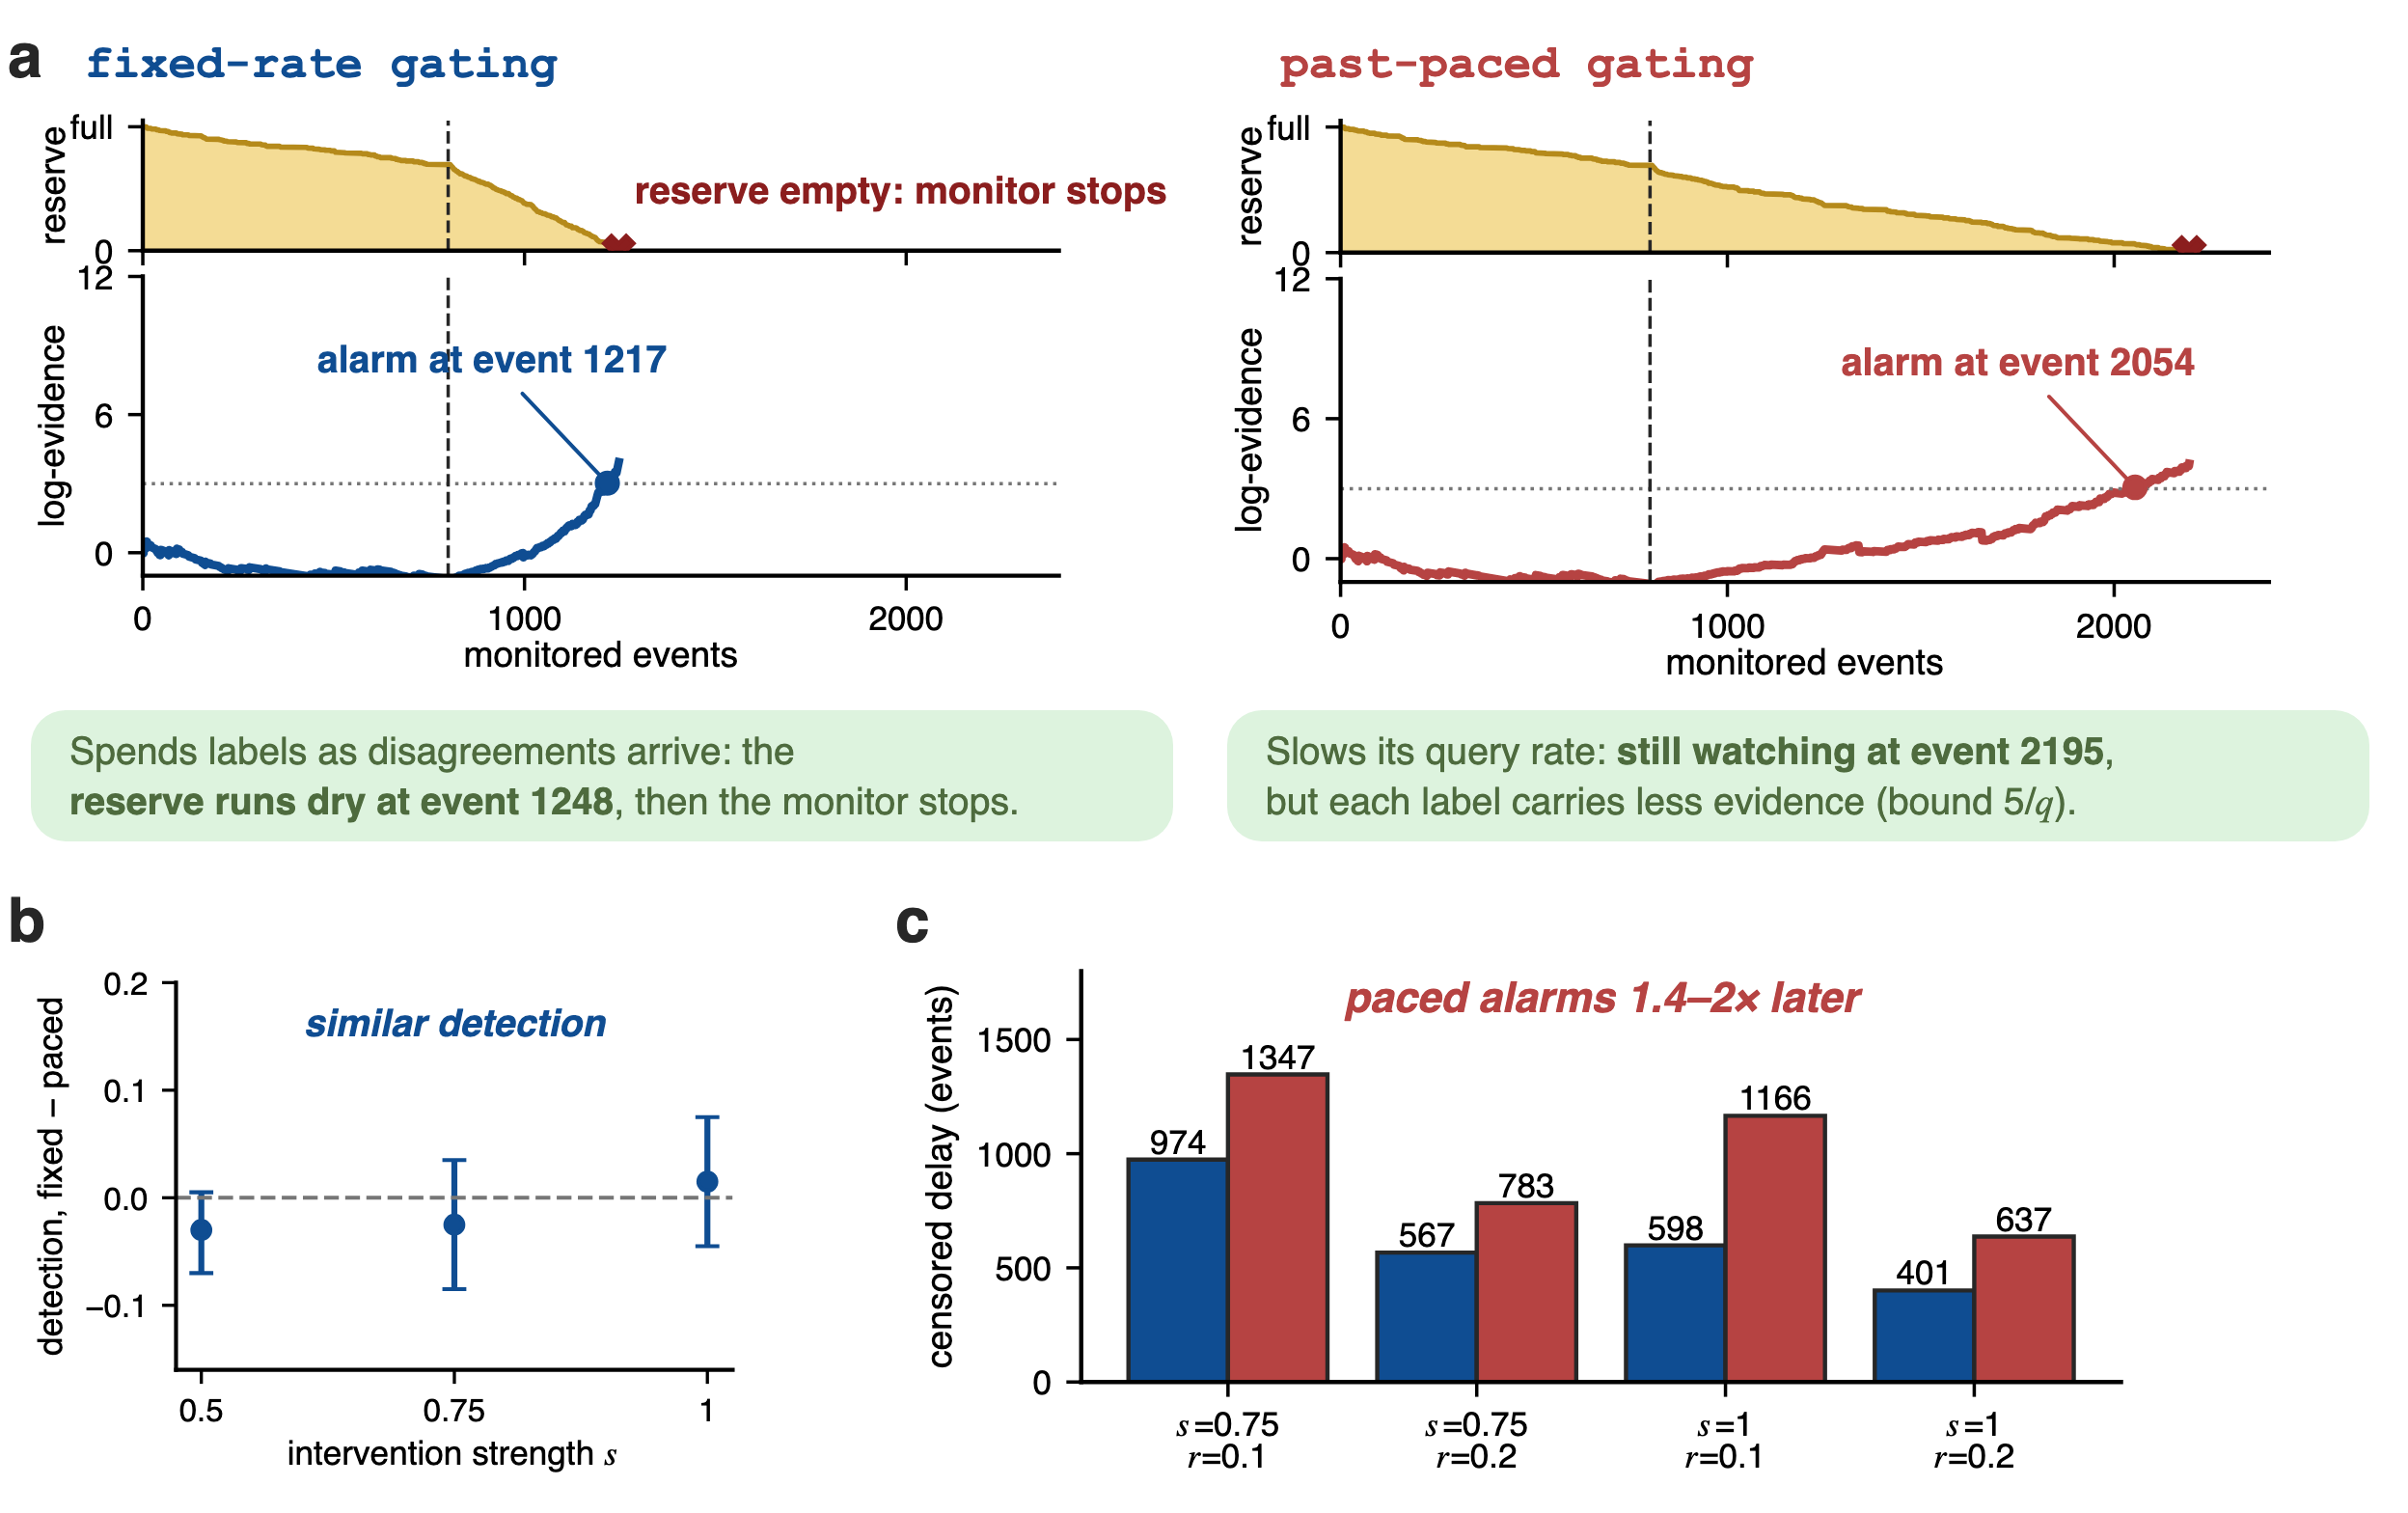 a
fixed-rate gating
reserve
full
0
reserve empty: monitor stops
log-evidence
12
6
0
alarm at event 1217
0
1000
2000
monitored events
past-paced gating
reserve
full
0
log-evidence
12
6
0
alarm at event 2054
0
1000
2000
monitored events
Spends labels as disagreements arrive: the
reserve runs dry at event 1248, then the monitor stops.
Slows its query rate: still watching at event 2195,
but each label carries less evidence (bound 5/q).
b
detection, fixed – paced
0.2
0.1
0.0
−0.1
similar detection
0.5
0.75
1
intervention strength s
c
censored delay (events)
1500
1000
500
0
paced alarms 1.4–2× later
974
1347
567
783
598
1166
401
637
s=0.75
r=0.1
s=0.75
r=0.2
s=1
r=0.1
s=1
r=0.2